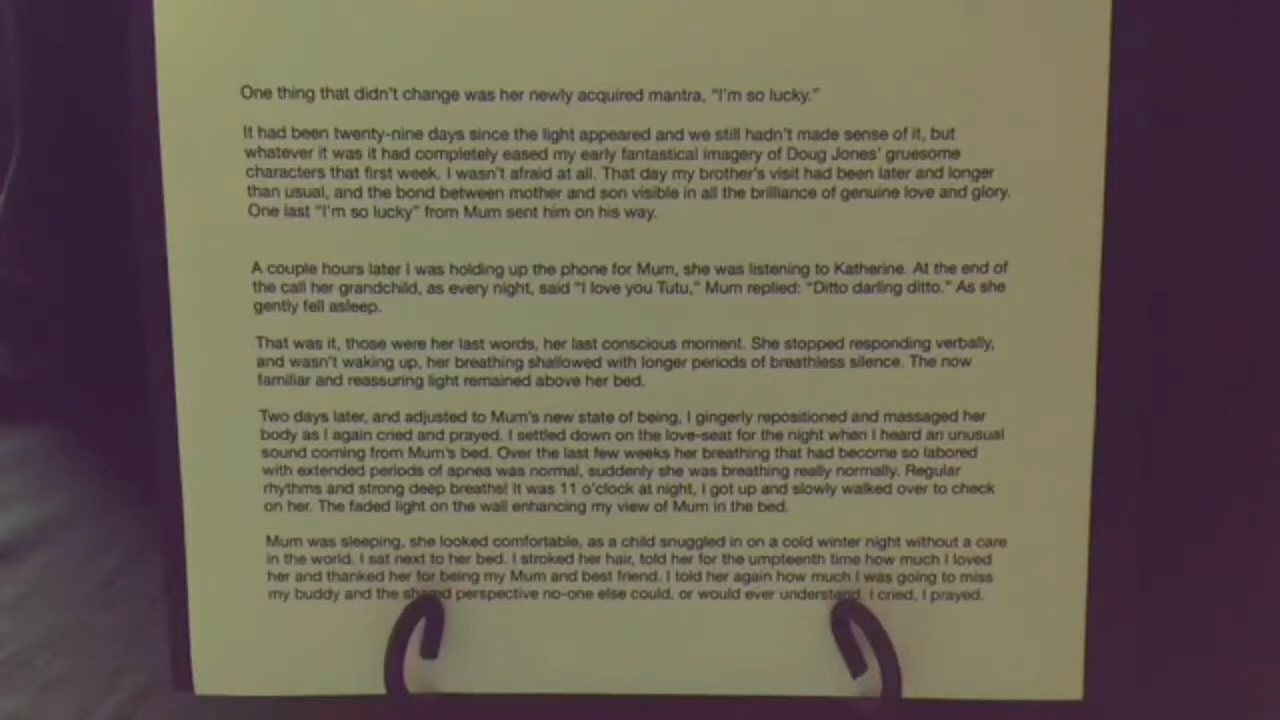 One thing that didn't change was her newly acquired mantra, "I'm so lucky."
It had been twenty-nine days since the light appeared and we still hadn't made sense of it, but
whatever it was it had completely eased my early fantastical imagery of Doug Jones' gruesome
characters that first week. I wasn't afraid at all. That day my brother's visit had been later and longer
than usual, and the bond between mother and son visible in all the brilliance of genuine love and glory.
One last "I'm so lucky" from Mum sent him on his way.
A couple hours later I was holding up the phone for Mum, she was listening to Katherine. At the end of
the call her grandchild, as every night, said "I love you Tutu," Mum replied: "Ditto darling ditto." As she
gently fell asleep.
That was it, those were her last words, her last conscious moment. She stopped responding verbally,
and wasn't waking up, her breathing shallowed with longer periods of breathless silence. The now
familiar and reassuring light remained above her bed.
Two days later, and adjusted to Mum's new state of being, I gingerly repositioned and massaged her
body as I again cried and prayed. I settled down on the love-seat for the night when I heard an unusual
sound coming from Mum's bed. Over the last few weeks her breathing that had become so labored
with extended periods of apnea was normal, suddenly she was breathing really normally. Regular
rhythms and strong deep breaths! It was 11 o'clock at night, I got up and slowly walked over to check
on her. The faded light on the wall enhancing my view of Mum in the bed.
Mum was sleeping, she looked comfortable, as a child snuggled in on a cold winter night without a care
in the world. I sat next to her bed. I stroked her hair, told her for the umpteenth time how much I loved
her and thanked her for being my Mum and best friend. I told her again how much I was going to miss
my buddy and the shared perspective no-one else could, or would ever understand. I cried, I prayed.